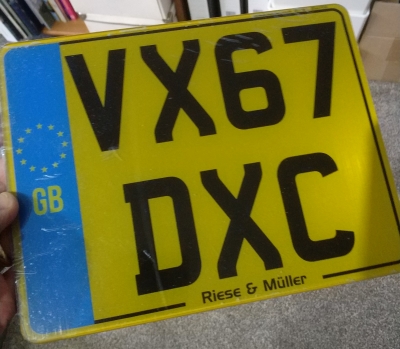 VX67
GB
DXC
Riese & Müller